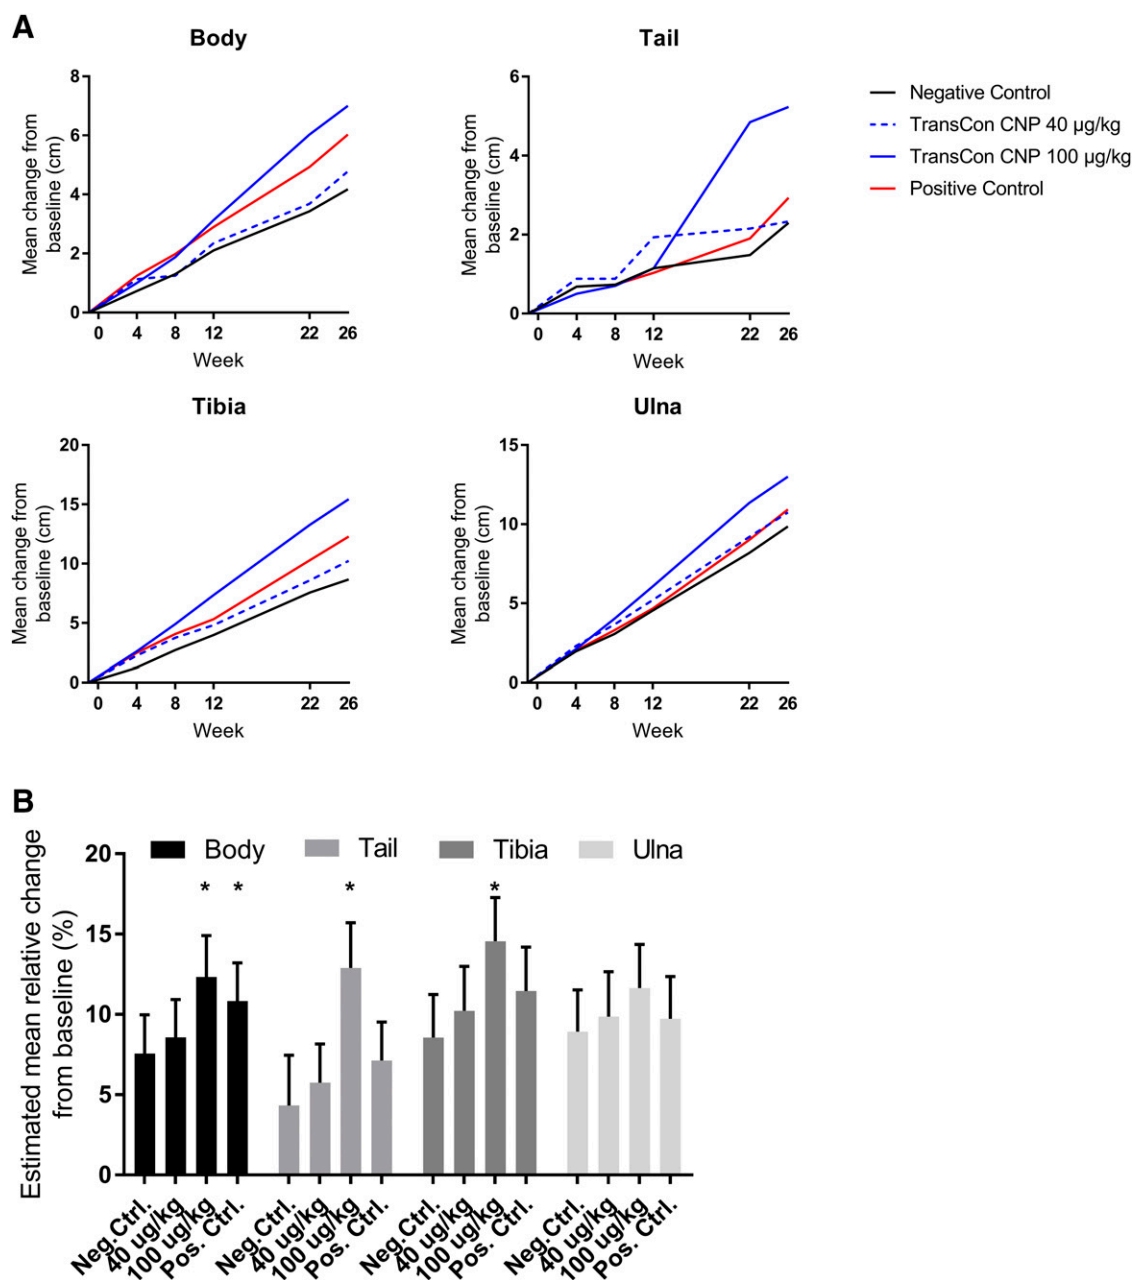 A
Body
Mean change from
baseline (cm)
8
6
4
2
0
0 4 8 12 22 26
Week
Tail
Mean change from
baseline (cm)
6
4
2
0
0 4 8 12 22 26
Week
Negative Control
TransCon CNP 40 µg/kg
TransCon CNP 100 µg/kg
Positive Control
Tibia
Mean change from
baseline (cm)
20
15
10
5
0
0 4 8 12 22 26
Week
Ulna
Mean change from
baseline (cm)
15
10
5
0
0 4 8 12 22 26
Week
B
Estimated mean relative change
from baseline (%)
Body Tail Tibia Ulna
20
15
10
5
0
* * * *
Neg.Ctrl.
40 ug/kg
100 ug/kg
Pos. Ctrl.
Neg.Ctrl.
40 ug/kg
100 ug/kg
Pos. Ctrl.
Neg.Ctrl.
40 ug/kg
100 ug/kg
Pos. Ctrl.
Neg.Ctrl.
40 ug/kg
100 ug/kg
Pos. Ctrl.